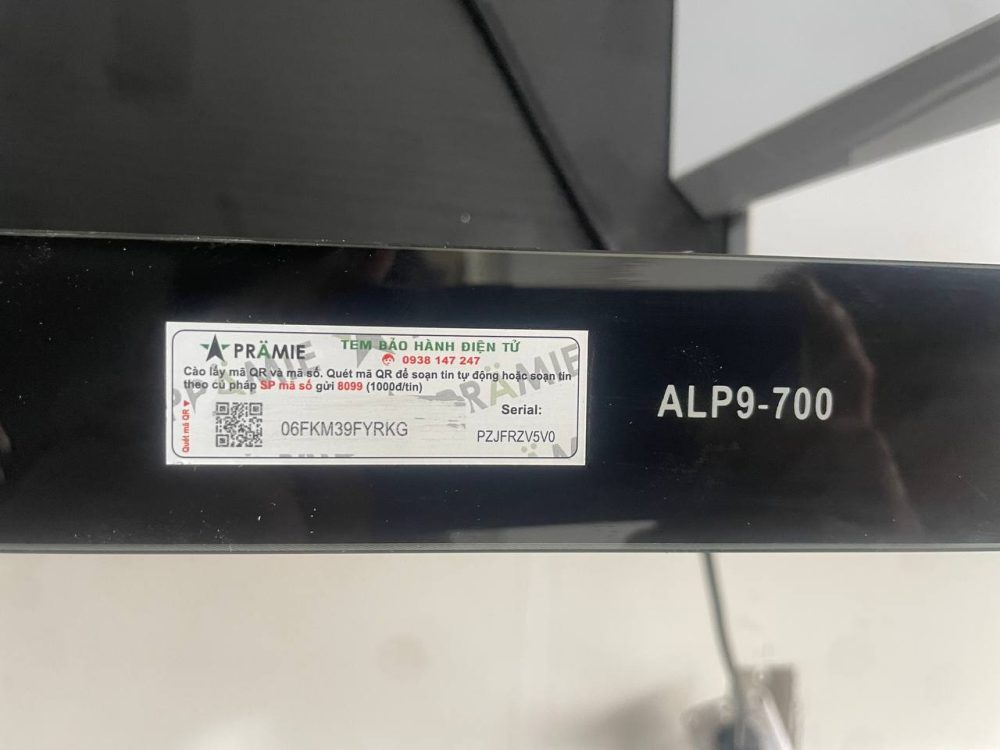 PRÄMIE
TEM BẢO HÀNH ĐIỆN TỬ
0938 147 247
Cào lấy mã QR và mã số. Quét mã QR để soạn tin tự động hoặc soạn tin
theo cú pháp SP mã số gửi 8099 (1000đ/tin)
Quét mã QR
06FKM39FYRKG
Serial:
PZJFRZV5V0
ALP9-700